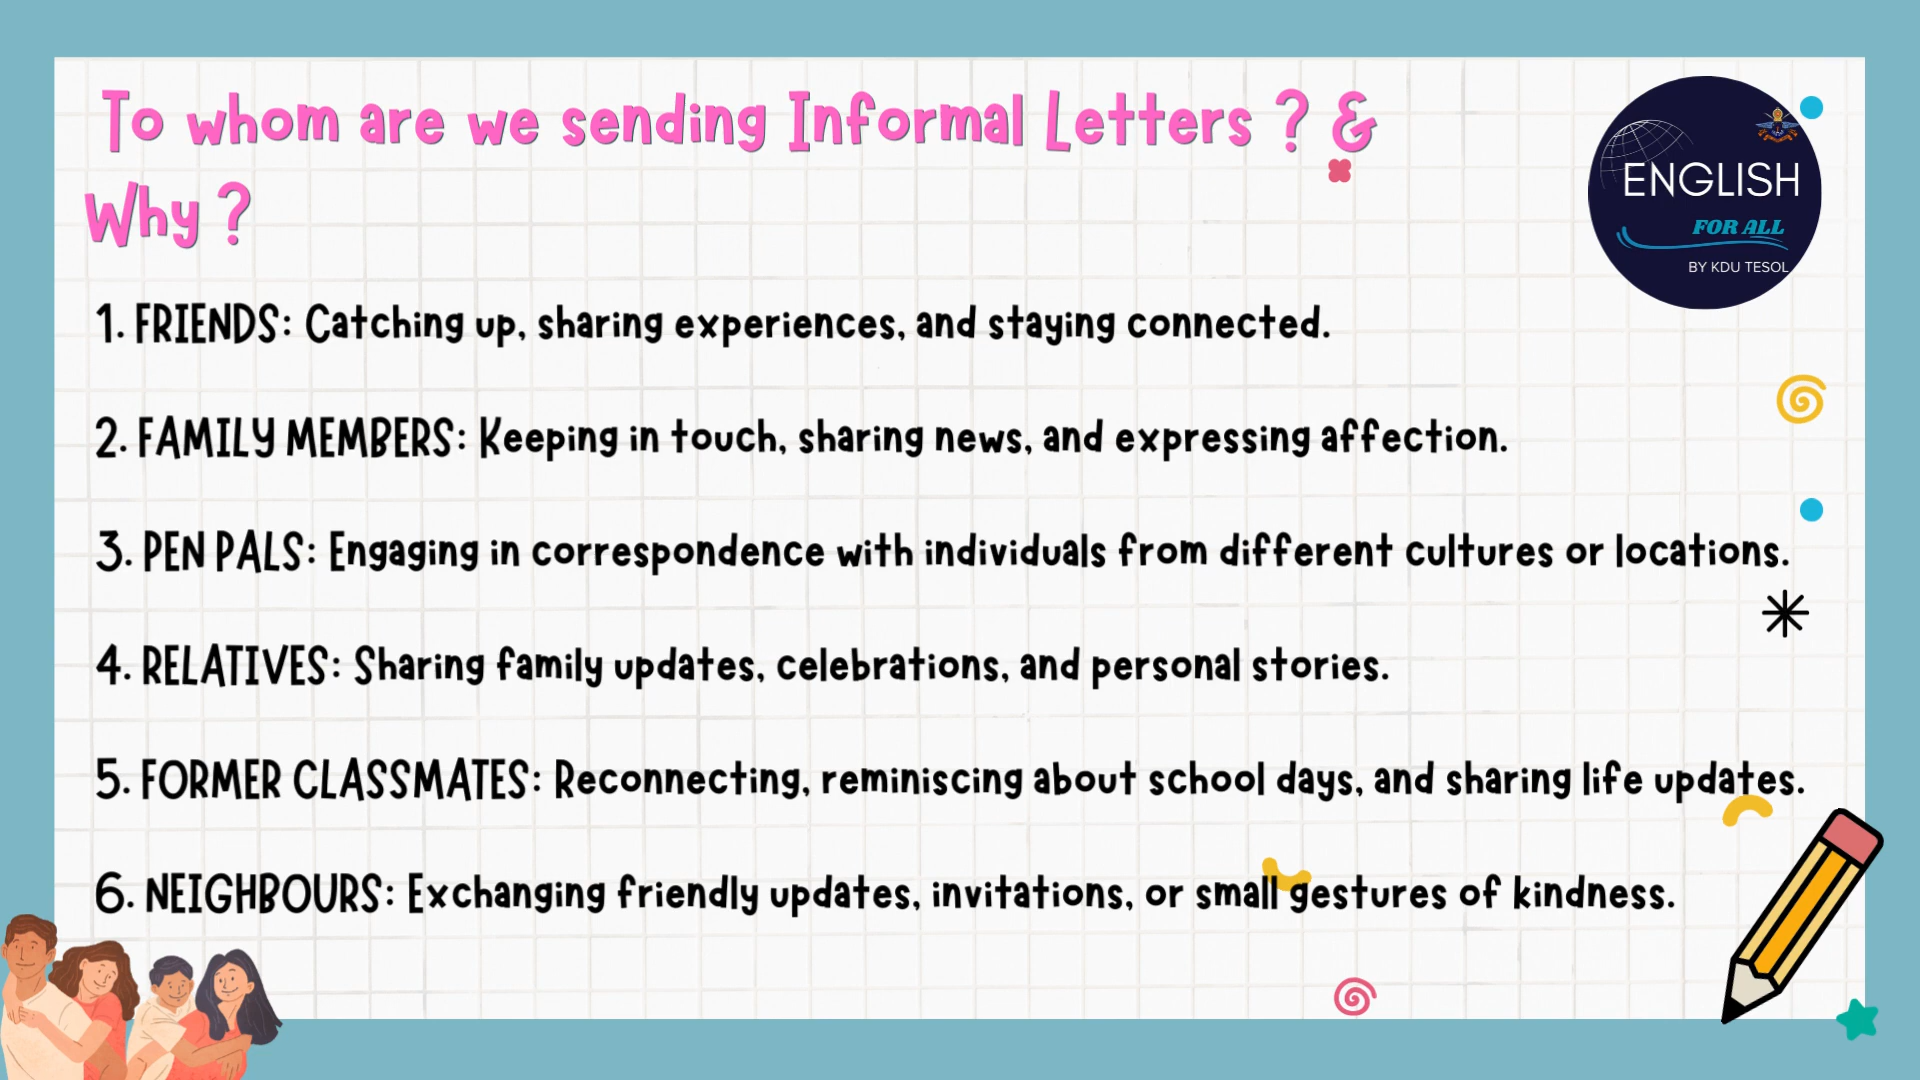 To whom are we sending Informal Letters ? &
Why ?
ENGLISH
FOR ALL
BY KDU TESOL
1. FRIENDS: Catching up, sharing experiences, and staying connected.
2. FAMILY MEMBERS: Keeping in touch, sharing news, and expressing affection.
3. PEN PALS: Engaging in correspondence with individuals from different cultures or locations.
4. RELATIVES: Sharing family updates, celebrations, and personal stories.
5. FORMER CLASSMATES: Reconnecting, reminiscing about school days, and sharing life updates.
6. NEIGHBOURS: Exchanging friendly updates, invitations, or small gestures of kindness.